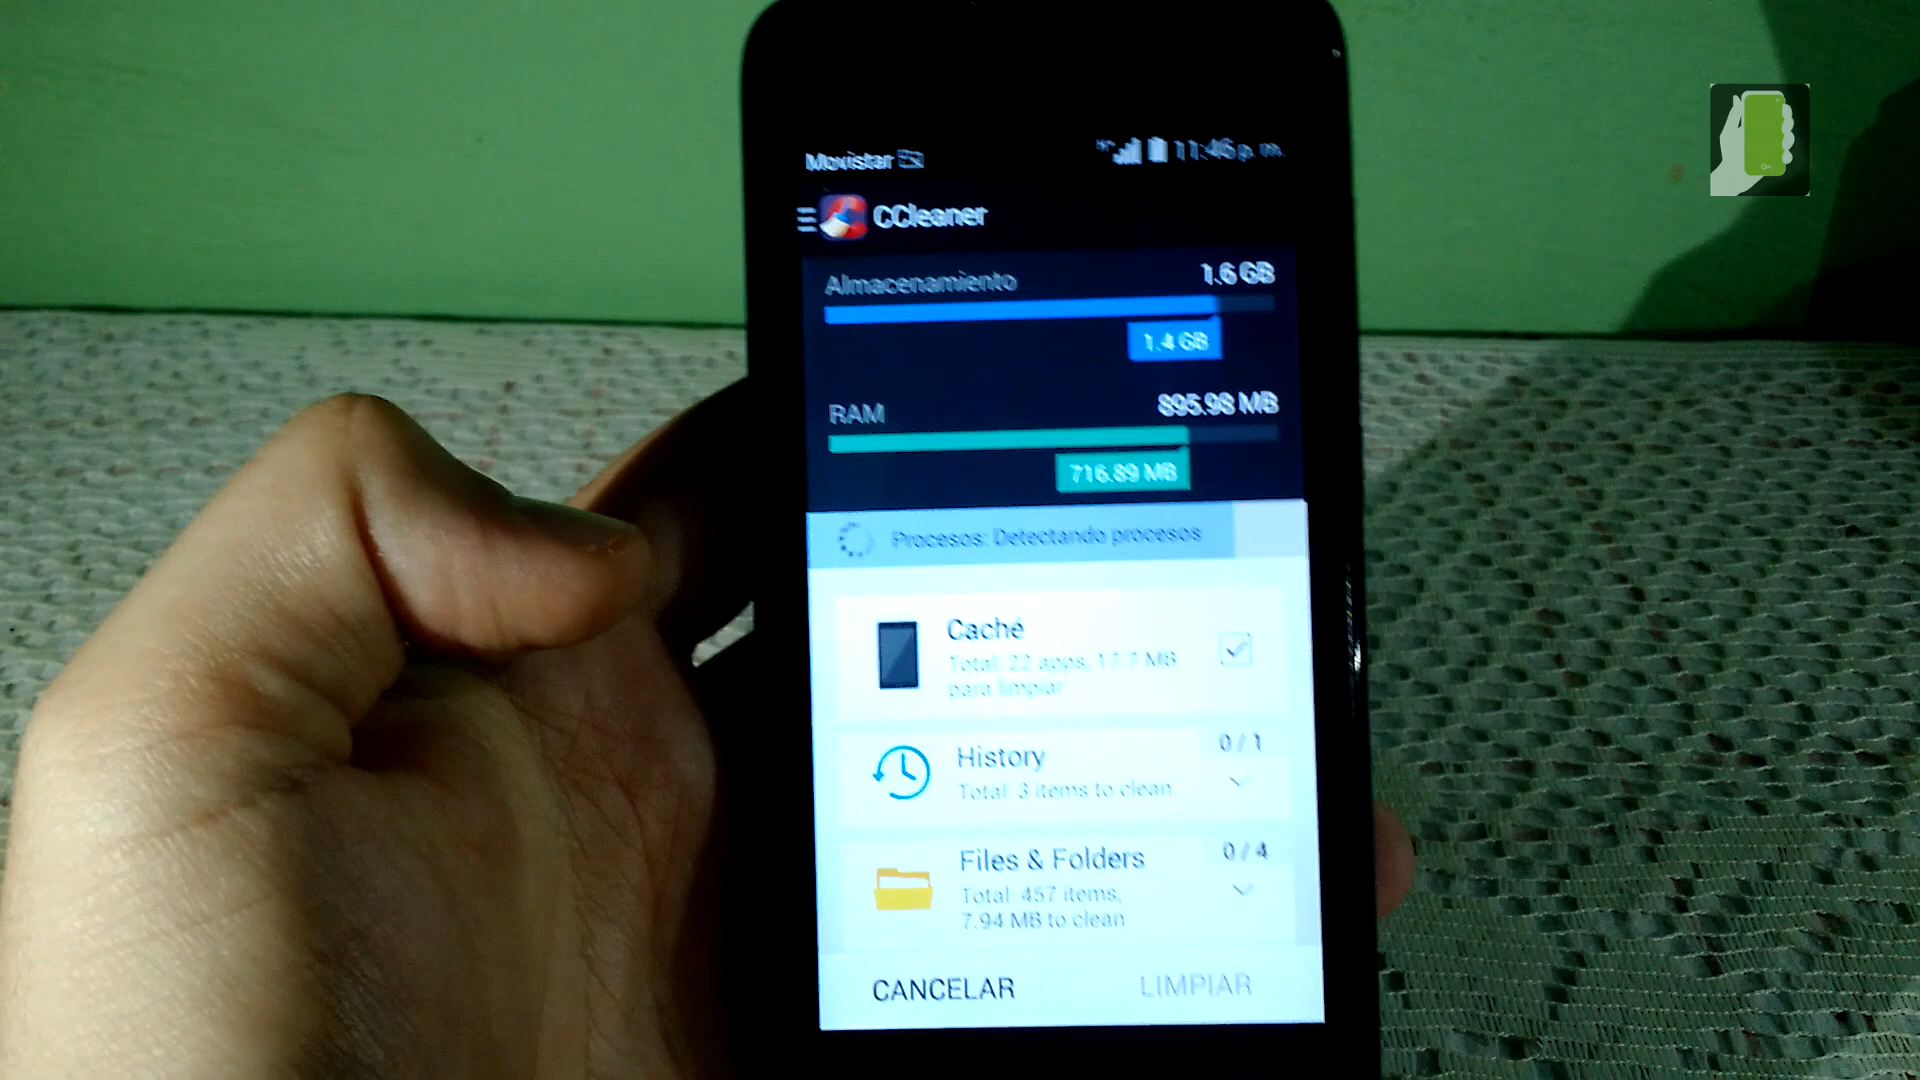 Movistar
11:46 p. m.
CCleaner
Almacenamiento
1.6 GB
1.4 GB
RAM
895.98 MB
716.89 MB
Procesos: Detectando procesos
Caché
Total: 22 apps, 17.7 MB
para limpiar
History
0 / 1
Total: 3 items to clean
Files & Folders
0 / 4
Total: 457 items,
7.94 MB to clean
CANCELAR
LIMPIAR